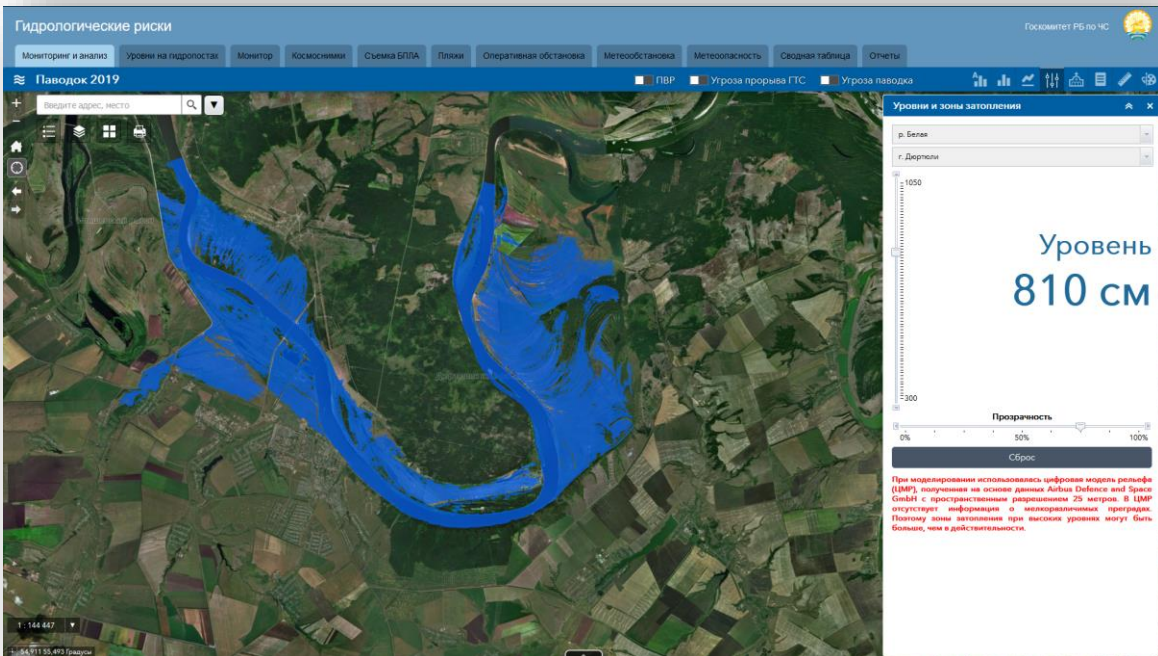 Гидрологические риски
Госкомитет РБ по ЧС
Мониторинг и анализ Уровни на гидропостах Монитор Космоснимки Съемка БПЛА Пляжи Оперативная обстановка Метеообстановка Метеоопасность Сводная таблица Отчеты
Паводок 2019
ПВР Угроза прорыва ГТС Угроза паводка
Введите адрес, место
Уровни и зоны затопления
р. Белая
г. Дюртюли
1050
Уровень
810 см
300
Прозрачность
0% 50% 100%
Сброс
При моделировании использовалась цифровая модель рельефа
(ЦМР), полученная на основе данных Airbus Defence and Space
GmbH с пространственным разрешением 25 метров. В ЦМР
отсутствует информация о мелкоразличимых преградах.
Поэтому зоны затопления при высоких уровнях могут быть
больше, чем в действительности.
1 : 144 447
54,911 55,493 Градусы